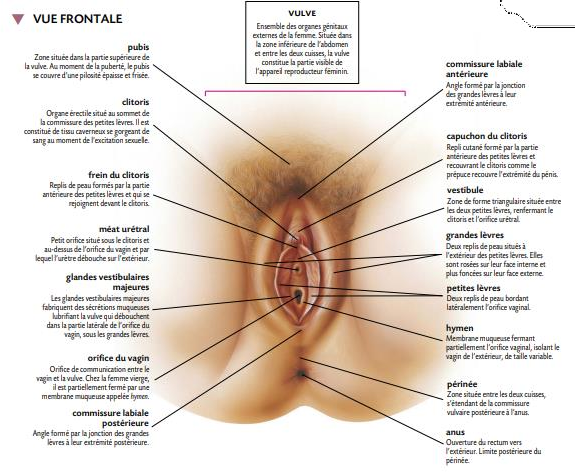 VUE FRONTALE
VULVE
Ensemble des organes génitaux
externes de la femme. Située dans
la zone inférieure de l'abdomen
et entre les deux cuisses, la vulve
constitue la partie visible de
l'appareil reproducteur féminin.
pubis
Zone située dans la partie supérieure de
la vulve. Au moment de la puberté, le pubis
se couvre d'une pilosité épaisse et frisée.
clitoris
Organe érectile situé au sommet de
la commissure des petites lèvres. Il est
constitué de tissu caverneux se gorgeant de
sang au moment de l'excitation sexuelle.
frein du clitoris
Replis de peau formés par la partie
antérieure des petites lèvres et qui se
rejoignent devant le clitoris.
méat urétral
Petit orifice situé sous le clitoris et
au-dessus de l'orifice du vagin et par
lequel l'urètre débouche sur l'extérieur.
glandes vestibulaires
majeures
Les glandes vestibulaires majeures
fabriquent des sécrétions muqueuses
lubrifiant la vulve qui débouchent
dans la partie latérale de l'orifice du
vagin, sous les grandes lèvres.
orifice du vagin
Orifice de communication entre le
vagin et la vulve. Chez la femme vierge,
il est partiellement fermé par une
membrane muqueuse appelée hymen.
commissure labiale
postérieure
Angle formé par la jonction des grandes
lèvres à leur extrémité postérieure.
commissure labiale
antérieure
Angle formé par la jonction
des grandes lèvres à leur
extrémité antérieure.
capuchon du clitoris
Repli cutané formé par la partie
antérieure des petites lèvres et
recouvrant le clitoris comme le
prépuce recouvre l'extrémité du pénis.
vestibule
Zone de forme triangulaire située entre
les deux petites lèvres, renfermant le
clitoris et l'orifice urétral.
grandes lèvres
Deux replis de peau situés à
l'extérieur des petites lèvres. Elles
sont rosées sur leur face interne et
plus foncées sur leur face externe.
petites lèvres
Deux replis de peau bordant
latéralement l'orifice vaginal.
hymen
Membrane muqueuse fermant
partiellement l'orifice vaginal, isolant le
vagin de l'extérieur, de taille variable.
périnée
Zone située entre les deux cuisses,
s'étendant de la commissure
vulvaire postérieure à l'anus.
anus
Ouverture du rectum vers
l'extérieur. Limite postérieure du
périnée.